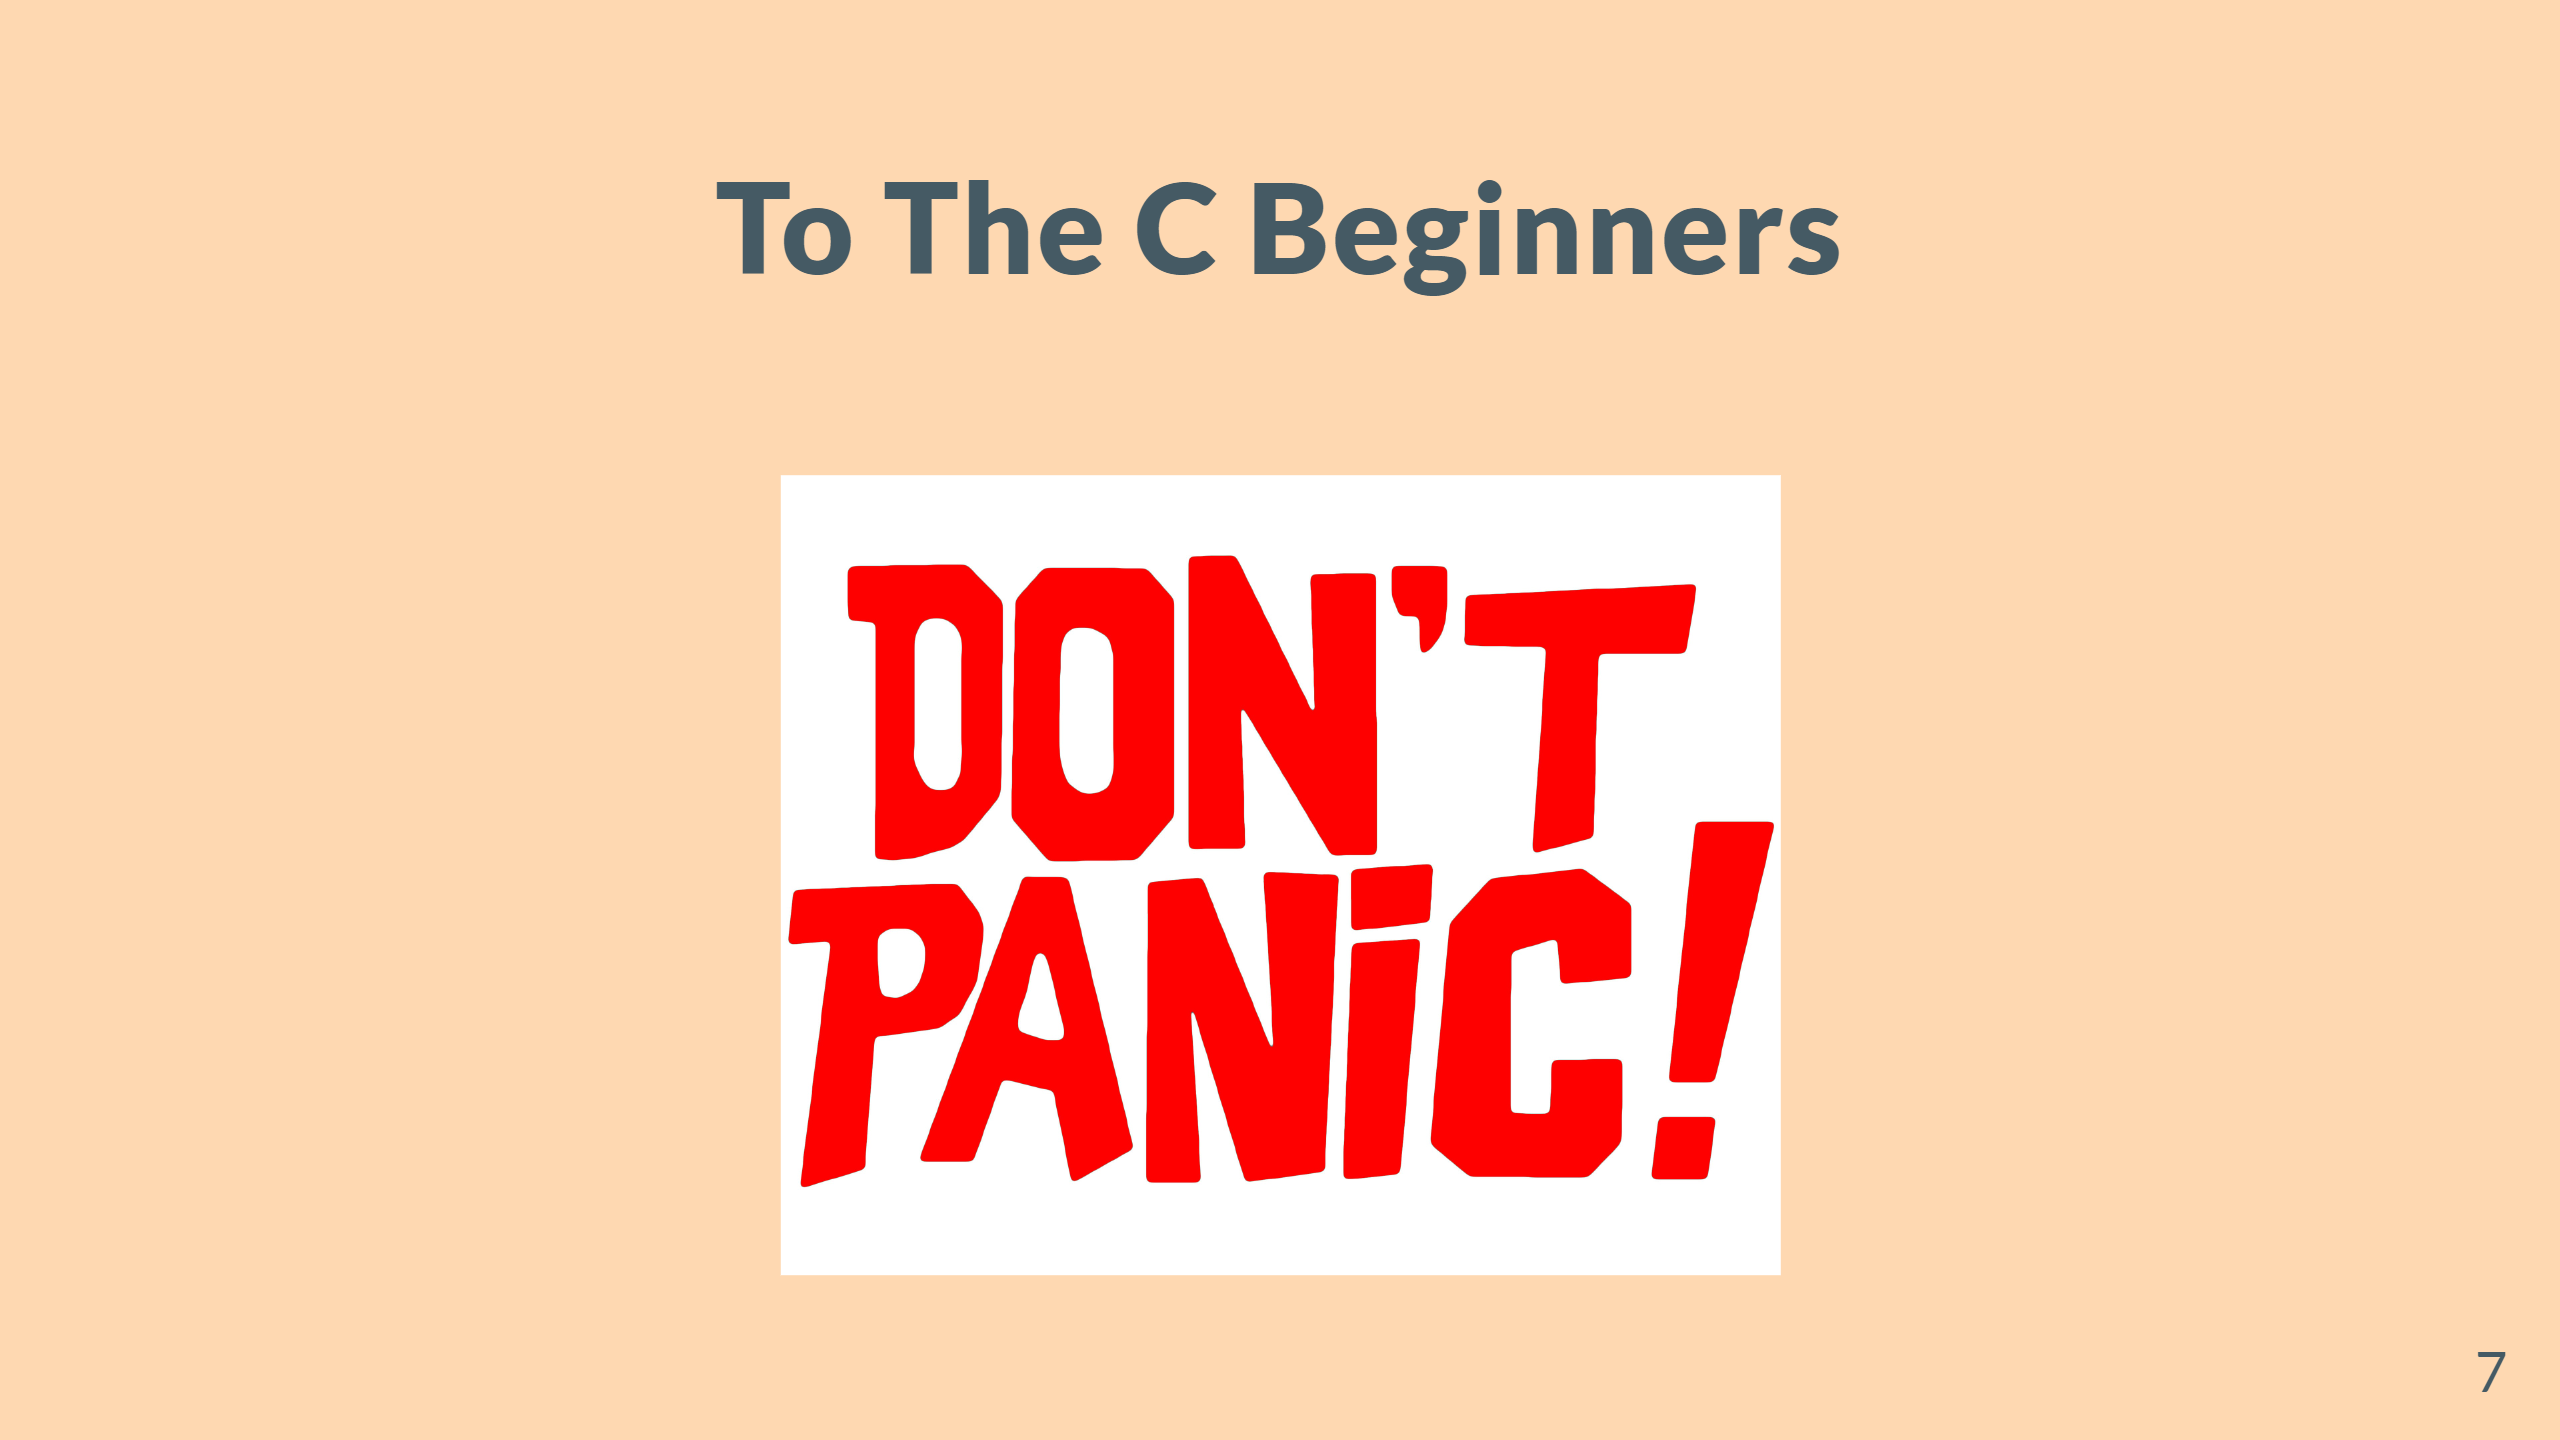 To The C Beginners
DON'T
PANiC!
7